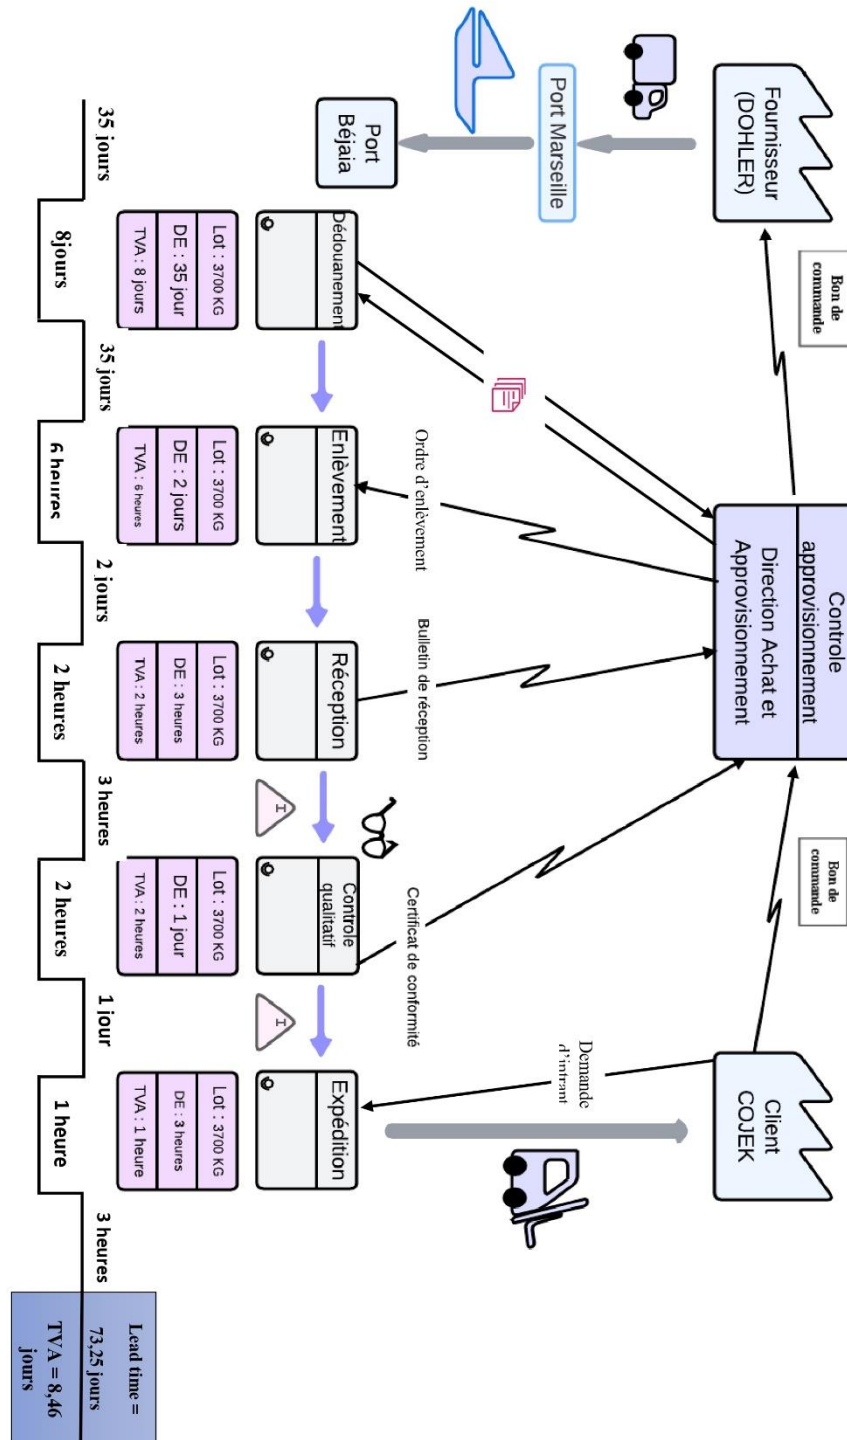 Fournisseur
(DOHLER)
Port Marseille
Port
Béjaia
Bon de
commande
Controle
approvisionnement
Direction Achat et
Approvisionnement
Bon de
commande
Client
COJEK
Ordre d'enlèvement
Bulletin de réception
Certificat de conformité
Demande
d'intrant
Dédouanement
Enlèvement
Réception
Controle
qualitatif
Expédition
I
I
Lot : 3700 KG
DE : 35 jour
TVA : 8 jours
Lot : 3700 KG
DE : 2 jours
TVA : 6 heures
Lot : 3700 KG
DE : 3 heures
TVA : 2 heures
Lot : 3700 KG
DE : 1 jour
TVA : 2 heures
Lot : 3700 KG
DE : 3 heures
TVA : 1 heure
35 jours
8jours
35 jours
6 heures
2 jours
2 heures
3 heures
2 heures
1 jour
1 heure
3 heures
Lead time =
73,25 jours
TVA = 8,46
jours